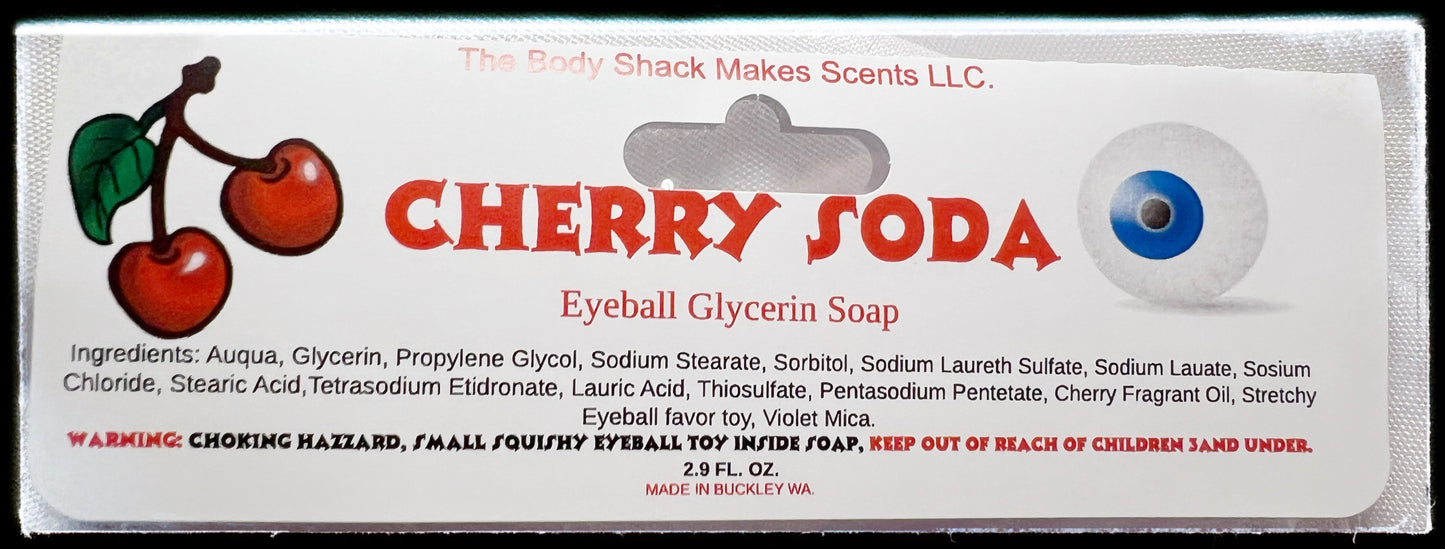 The Body Shack Makes Scents LLC.
CHERRY SODA
Eyeball Glycerin Soap
Ingredients: Auqua, Glycerin, Propylene Glycol, Sodium Stearate, Sorbitol, Sodium Laureth Sulfate, Sodium Lauate, Sosium
Chloride, Stearic Acid,Tetrasodium Etidronate, Lauric Acid, Thiosulfate, Pentasodium Pentetate, Cherry Fragrant Oil, Stretchy
Eyeball favor toy, Violet Mica.
WARNING: CHOKING HAZZARD, SMALL SQUISHY EYEBALL TOY INSIDE SOAP, KEEP OUT OF REACH OF CHILDREN 3AND UNDER.
2.9 FL. OZ.
MADE IN BUCKLEY WA.